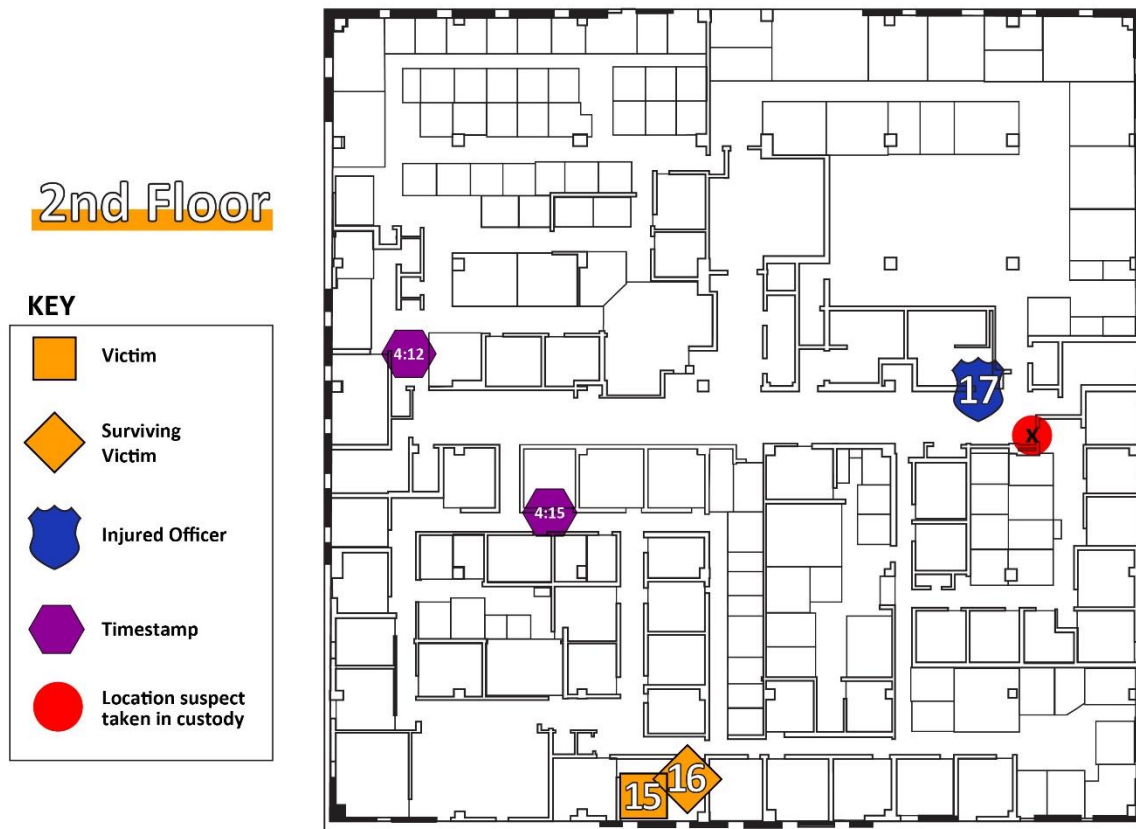 2nd Floor
KEY
Victim
Surviving
Victim
Injured Officer
Timestamp
Location suspect
taken in custody
4:12
17
X
4:15
16
15